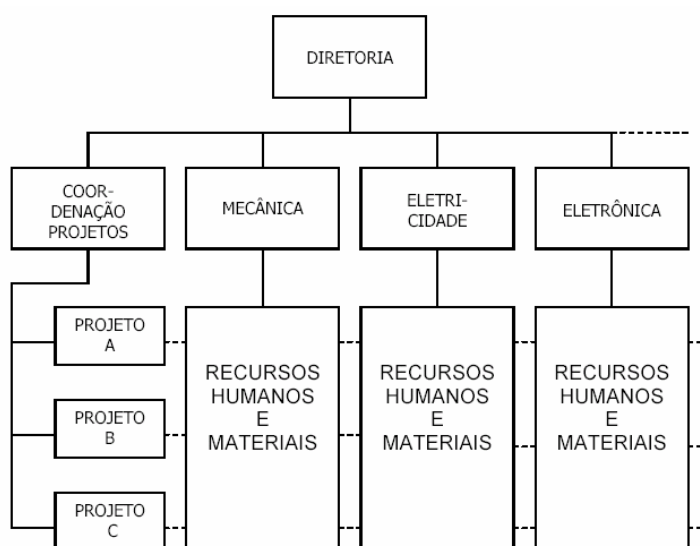 DIRETORIA
COOR-
DENAÇÃO
PROJETOS
MECÂNICA
ELETRI-
CIDADE
ELETRÔNICA
PROJETO
A
PROJETO
B
PROJETO
C
RECURSOS
HUMANOS
E
MATERIAIS
RECURSOS
HUMANOS
E
MATERIAIS
RECURSOS
HUMANOS
E
MATERIAIS